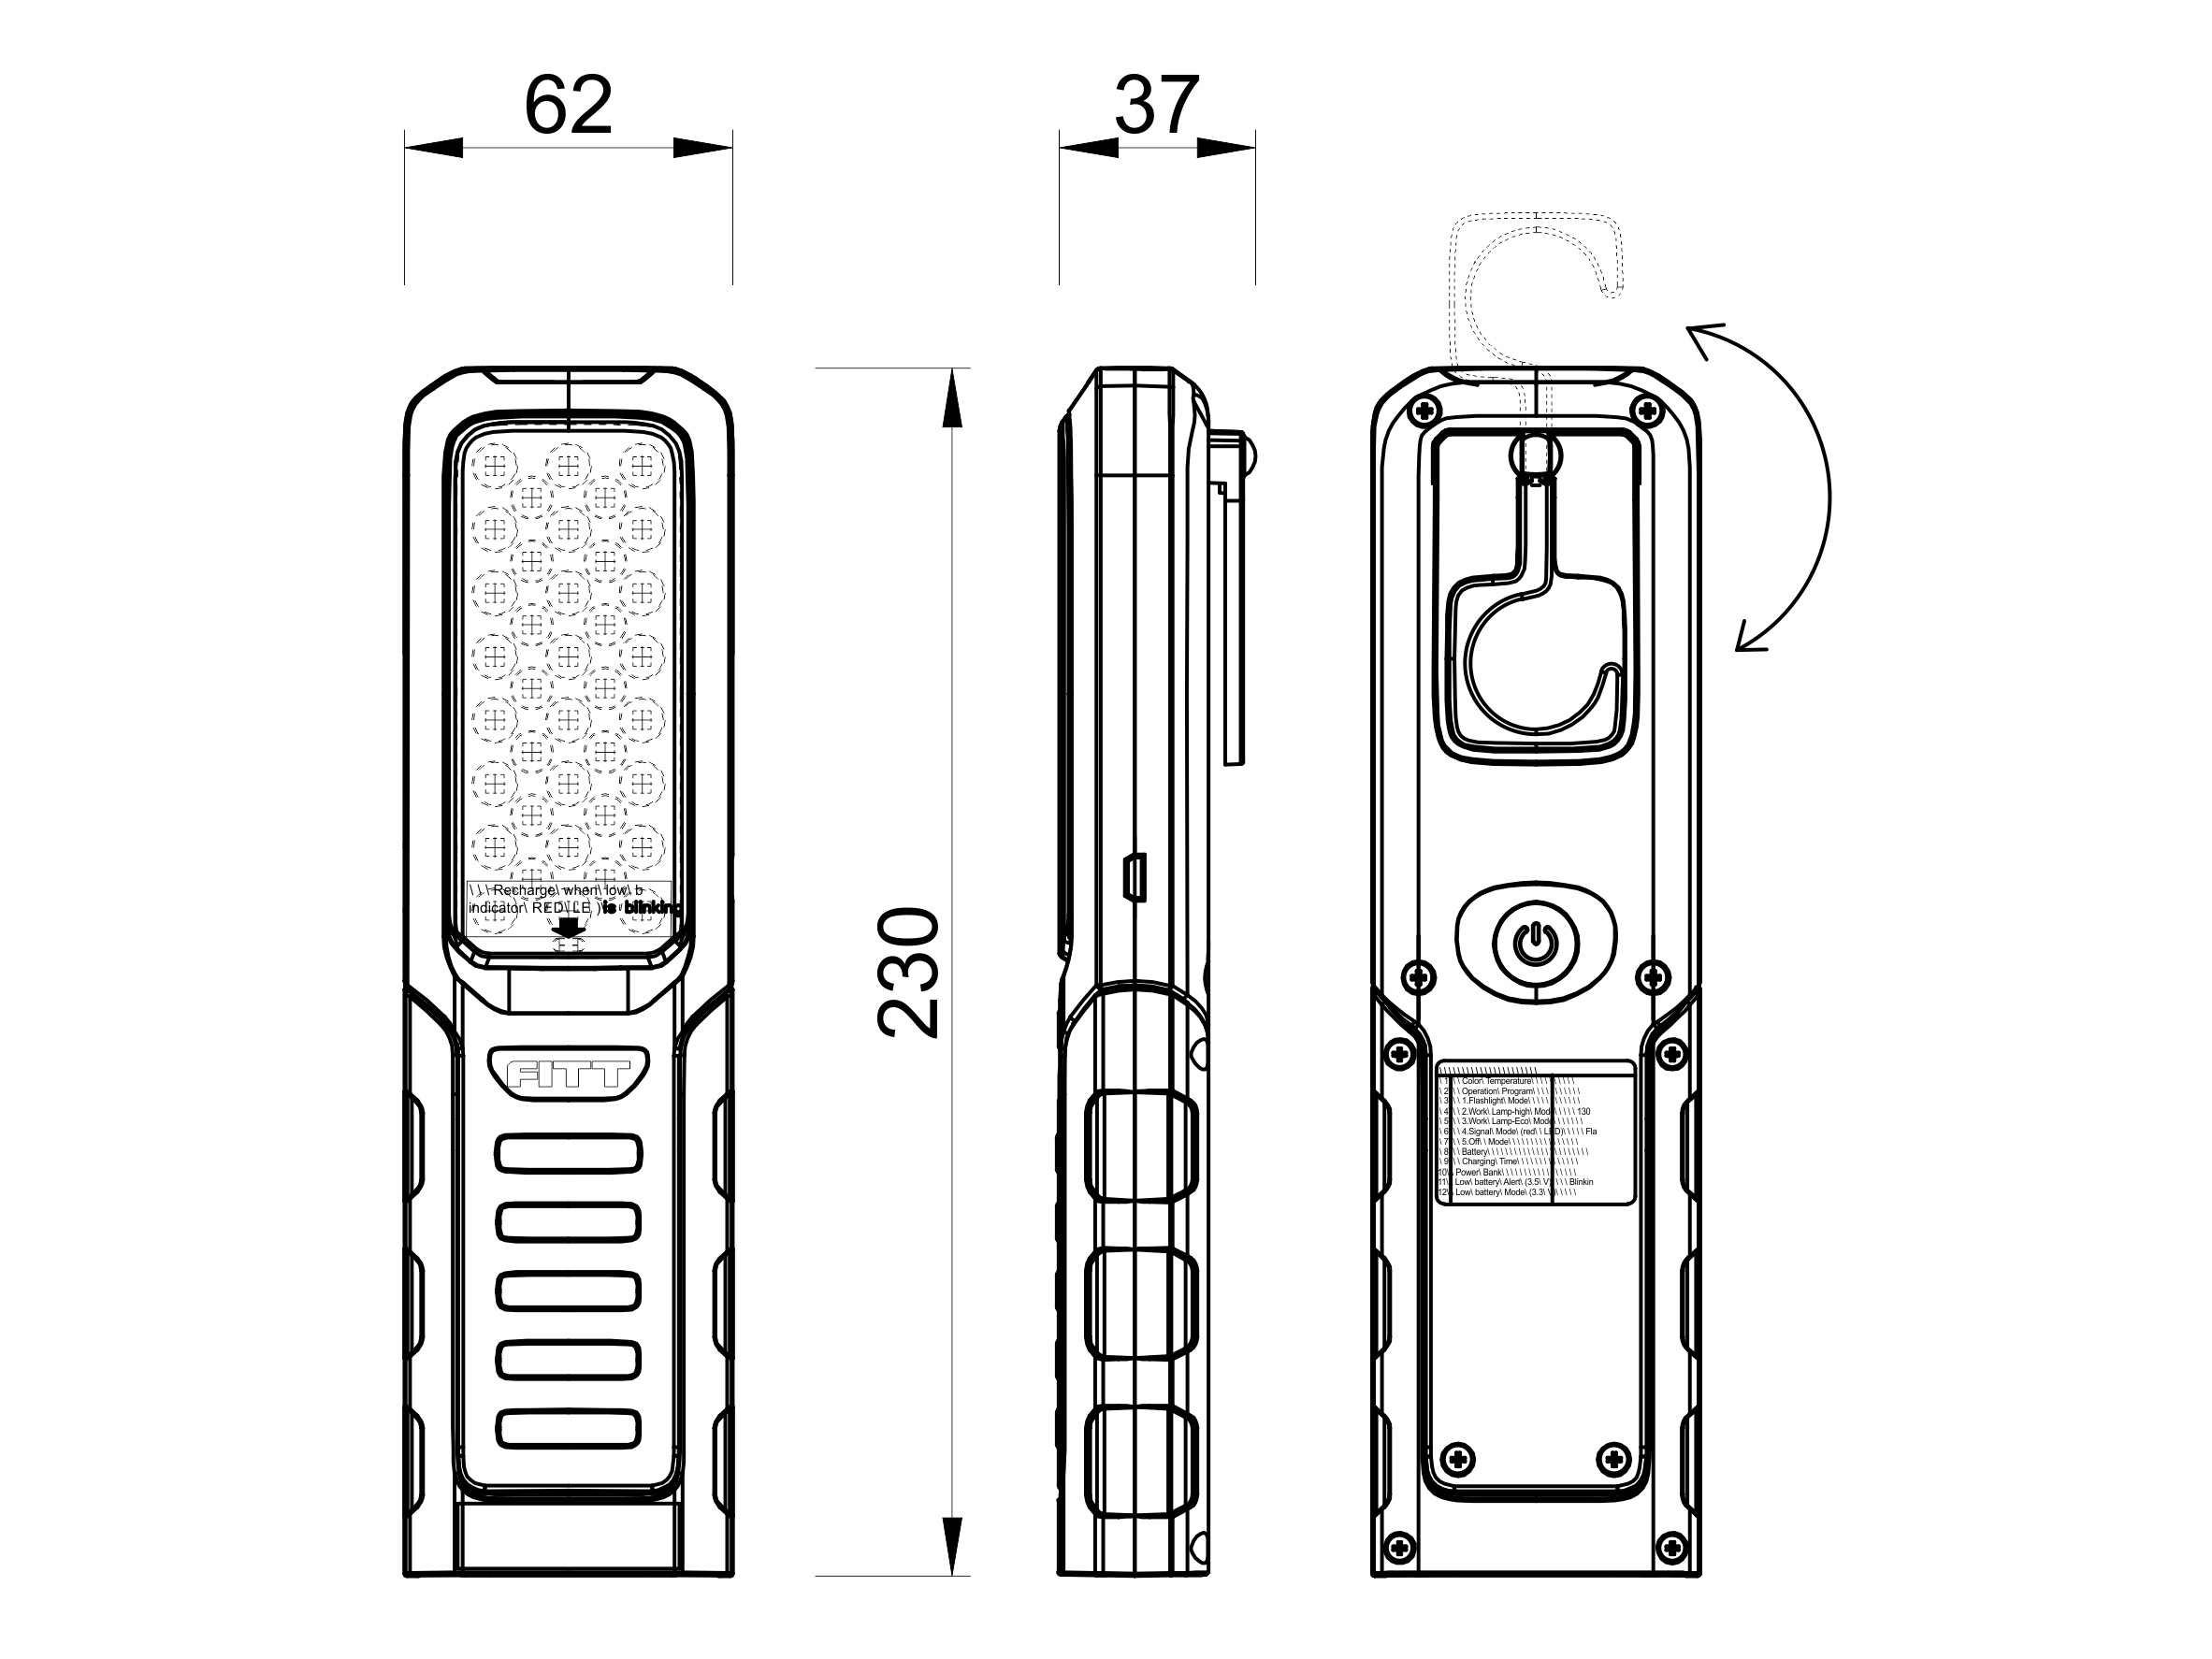 62
37
230
\ \ \ Recharge\ when\ low\ b
indicator\ RED\ LE )\is blinking
FITT
\ \ \ \ \ \ \ \ \ \ \ \ \ \ \ \ \ \ \ \ \
\ 1\ \ \ Color\ Temperature\ \ \ \ \ \ \ \ \ \
\ 2\ \ \ Operation\ Program\ \ \ \ \ \ \ \ \ \ \
\ 3\ \ \ 1.Flashlight\ Mode\ \ \ \ \ \ \ \ \ \ \ \
\ 4\ \ \ 2.Work\ Lamp-high\ Mode\ \ \ \ \ \ 130
\ 5\ \ \ 3.Work\ Lamp-Eco\ Mode\ \ \ \ \ \ \ \
\ 6\ \ \ 4.Signal\ Mode\ (red\ \ LED)\ \ \ \ \ Fla
\ 7\ \ \ 5.Off\ \ Mode\ \ \ \ \ \ \ \ \ \ \ \ \ \ \
\ 8\ \ \ Battery\ \ \ \ \ \ \ \ \ \ \ \ \ \ \ \ \ \ \ \ \ \
\ 9\ \ \ Charging\ Time\ \ \ \ \ \ \ \ \ \ \ \ \
10\ \ Power\ Bank\ \ \ \ \ \ \ \ \ \ \ \ \ \ \ \
11\ \ Low\ battery\ Alert\ (3.5\ V)\ \ \ \ Blinkin
12\ \ Low\ battery\ Mode\ (3.3\ V)\ \ \ \ \